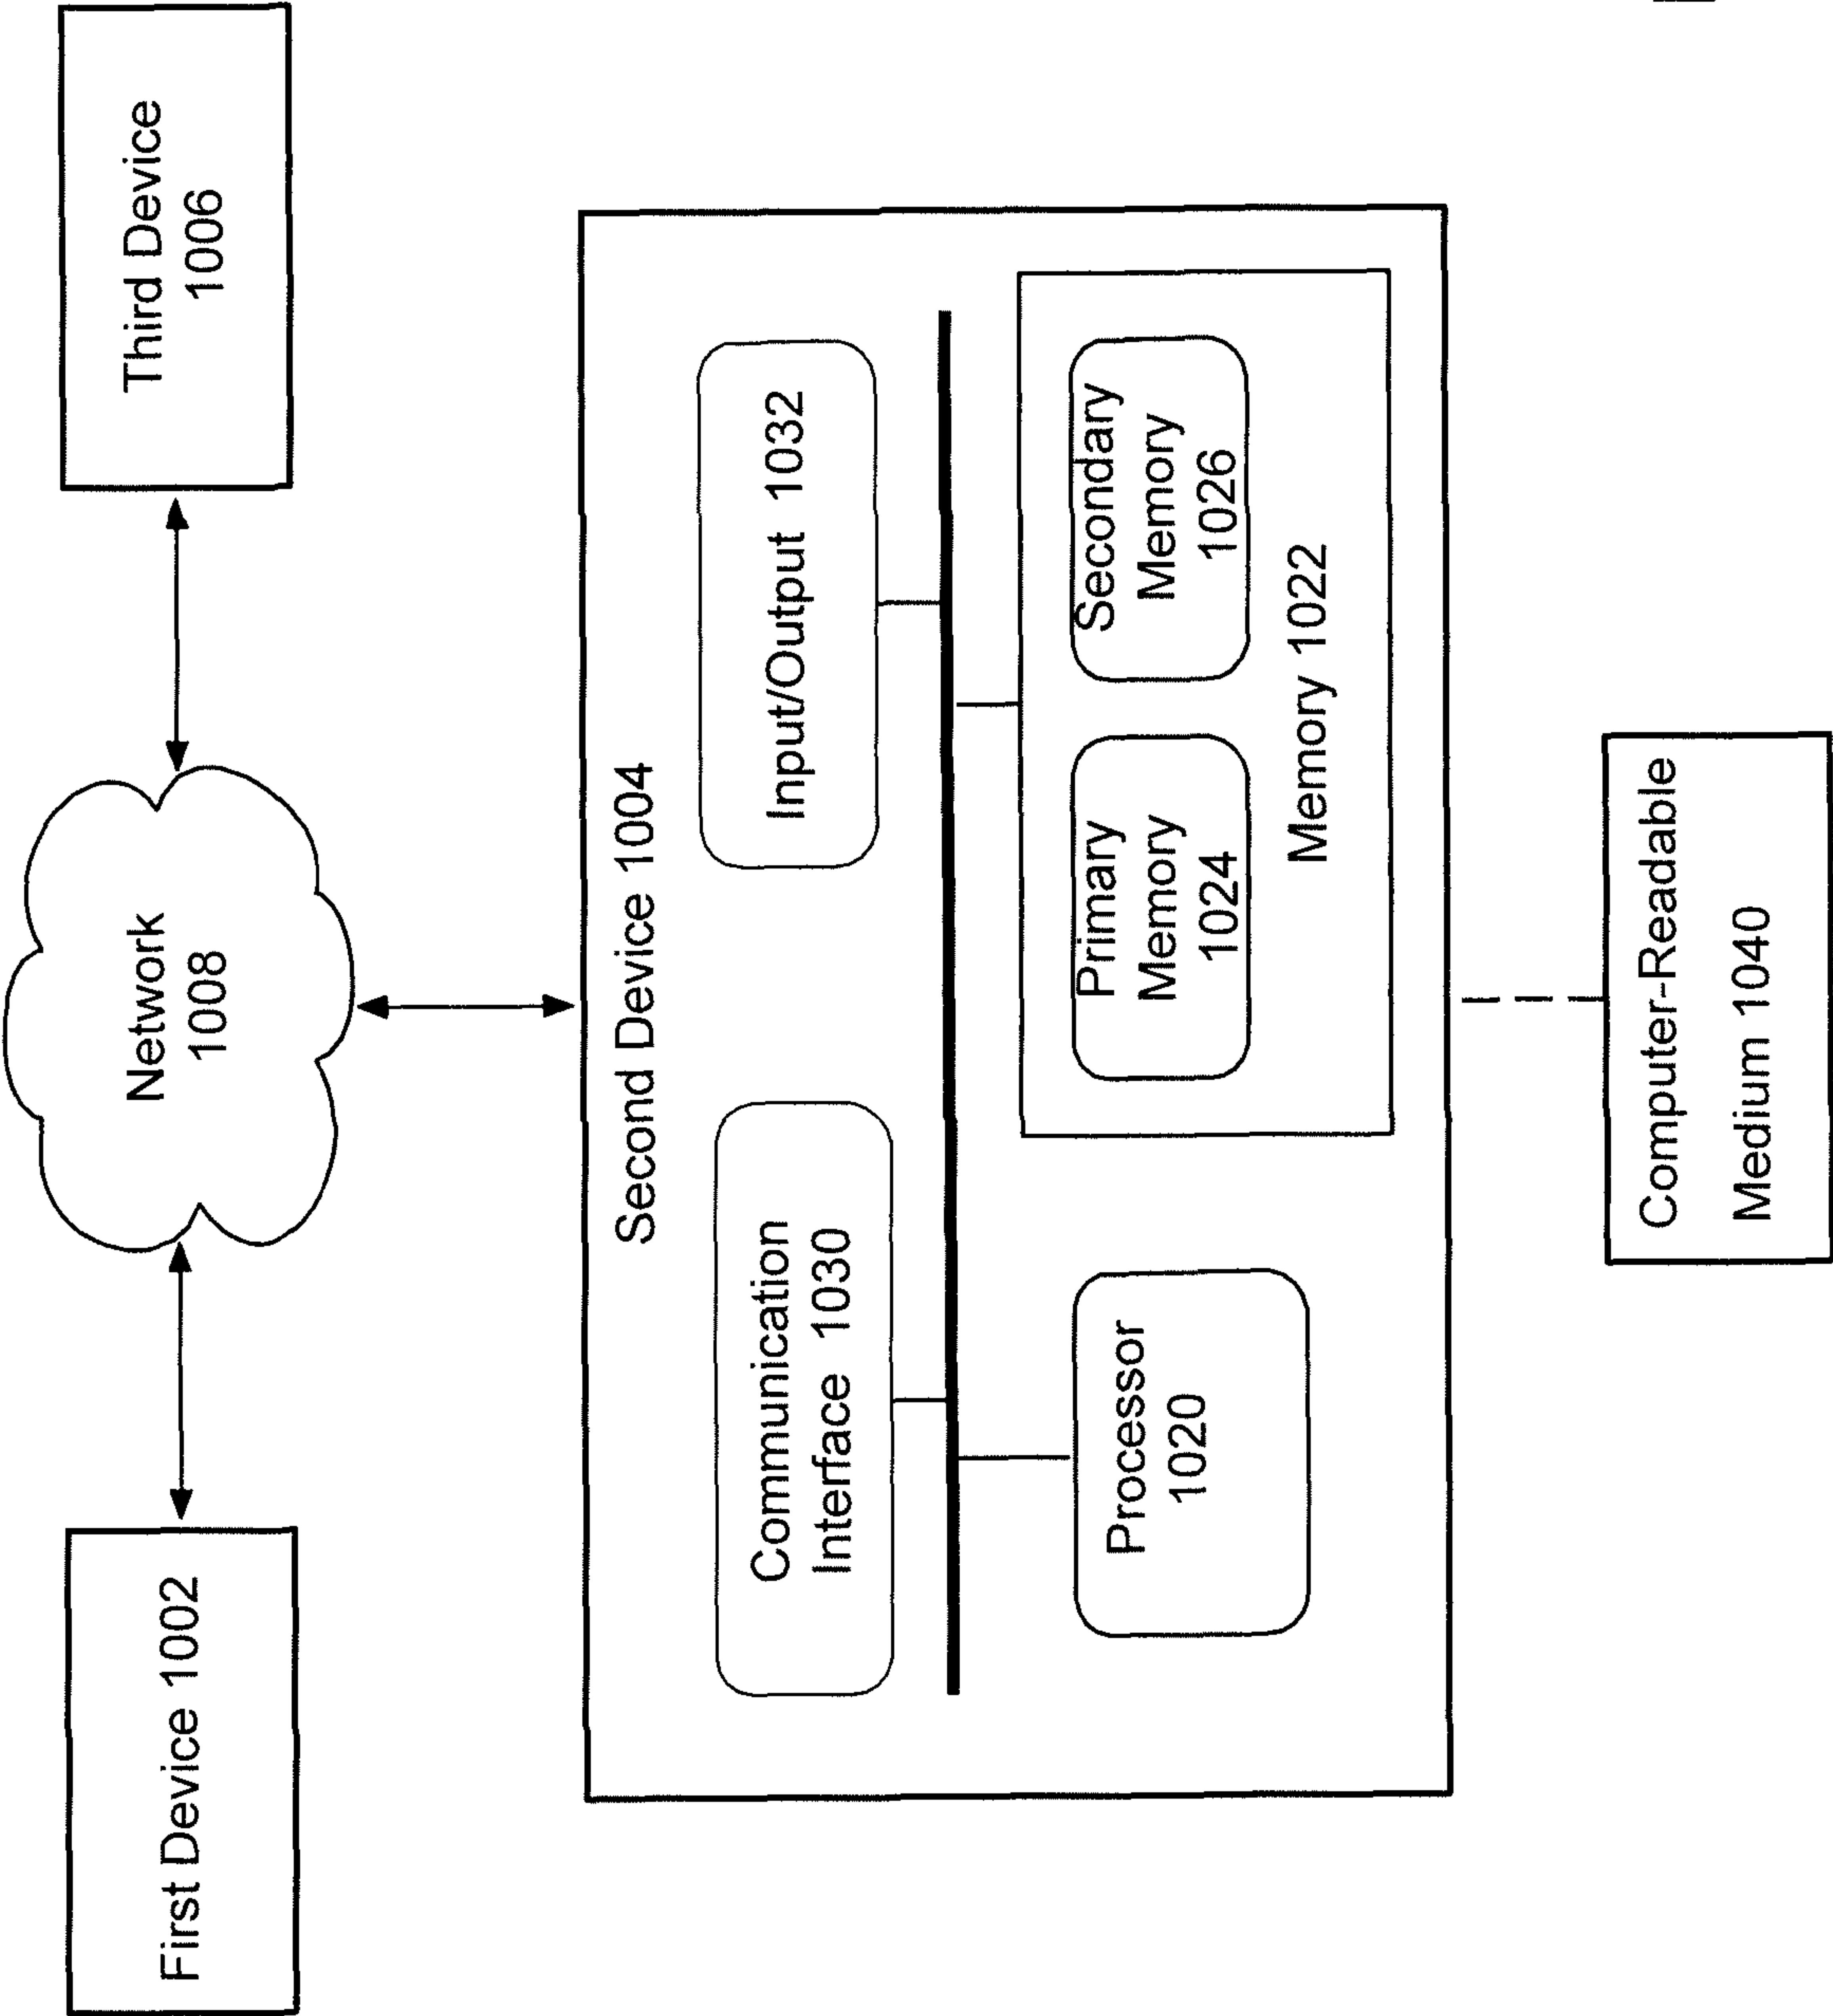 First Device 1002
Network
1008
Third Device
1006
Second Device 1004
Communication
Interface 1030
Input/Output 1032
Processor
1020
Primary
Memory
1024
Secondary
Memory
1026
Memory 1022
Computer-Readable
Medium 1040